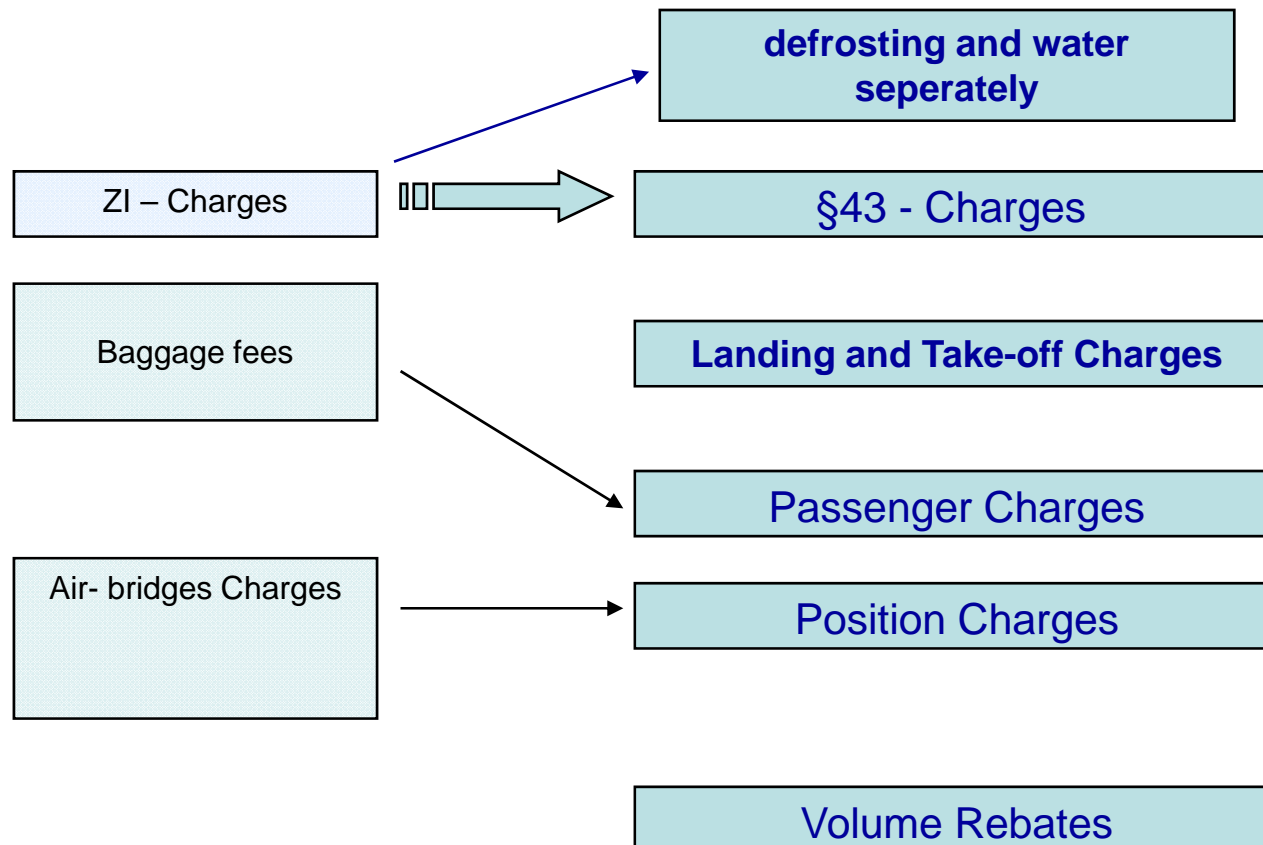 defrosting and water
seperately
ZI – Charges
§43 - Charges
Baggage fees
Landing and Take-off Charges
Passenger Charges
Air- bridges Charges
Position Charges
Volume Rebates